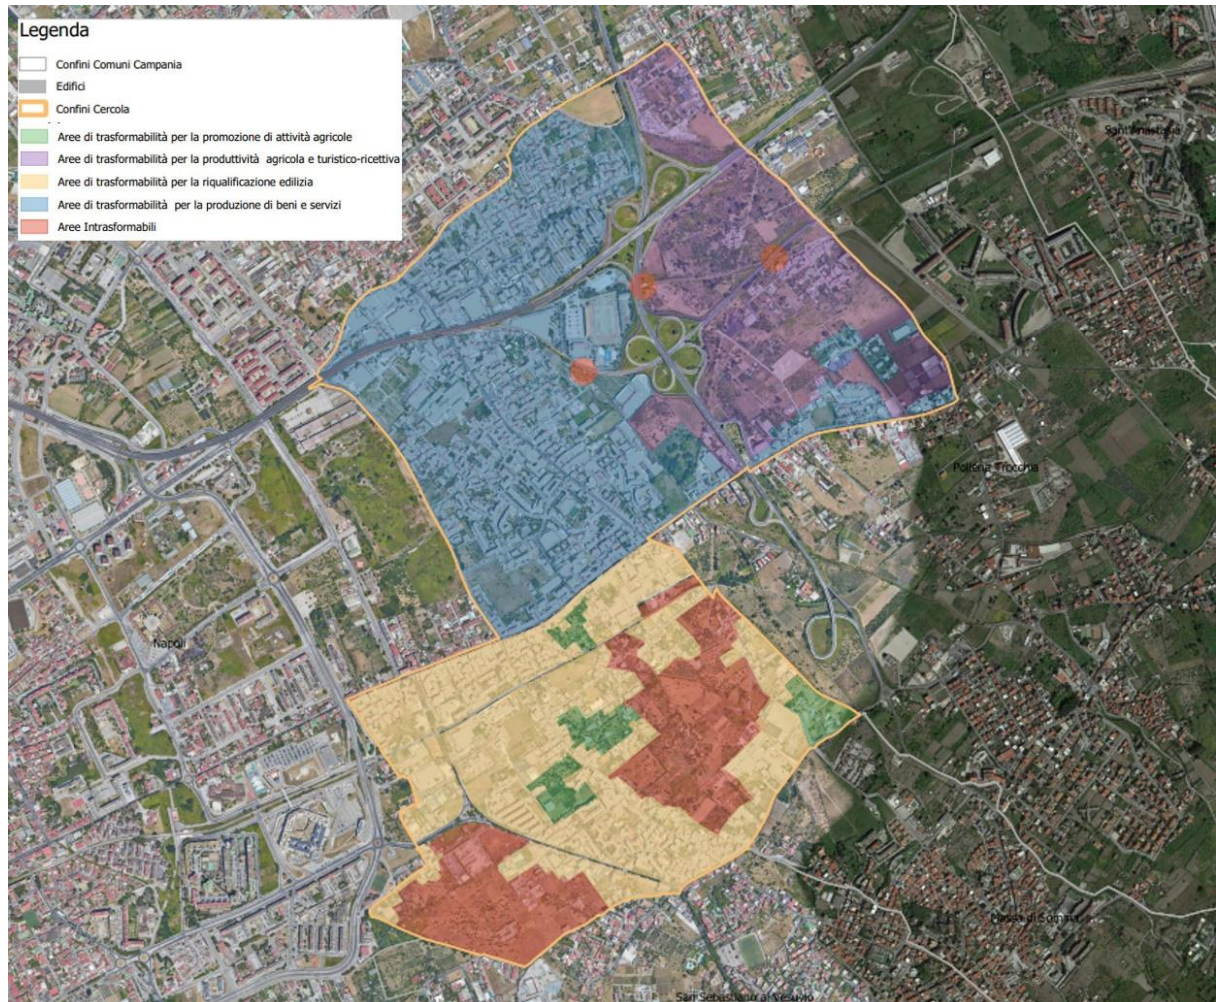 Legenda
Confini Comuni Campania
Edifici
Confini Cercola
Aree di trasformabilità per la promozione di attività agricole
Aree di trasformabilità per la produttività agricola e turistico-ricettiva
Aree di trasformabilità per la riqualificazione edilizia
Aree di trasformabilità per la produzione di beni e servizi
Aree Intrasformabili
Sant'Anastasia
Pollena Trocchia
Napoli
Massa di Somma
San Sebastiano al Vesuvio